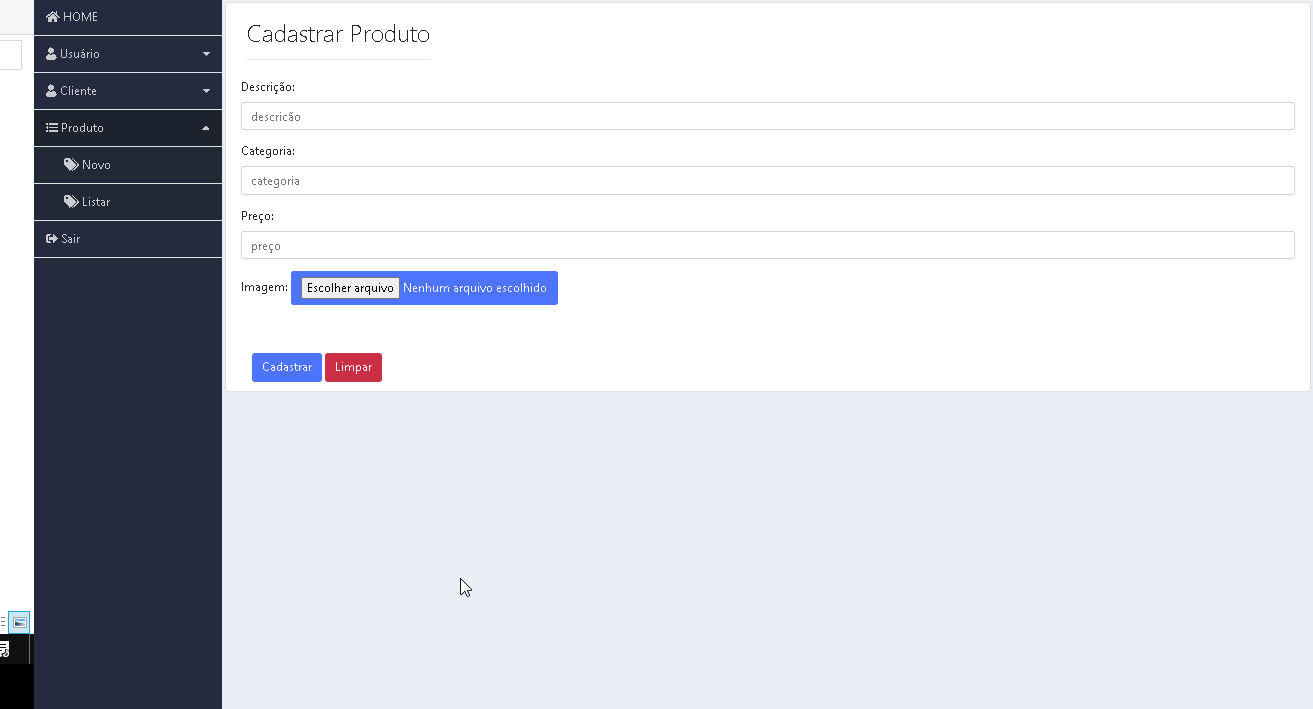 HOME
Usuário
Cliente
Produto
Novo
Listar
Sair
Cadastrar Produto
Descrição:
descricão
Categoria:
categoria
Preço:
preço
Imagem: Escolher arquivo Nenhum arquivo escolhido
Cadastrar Limpar